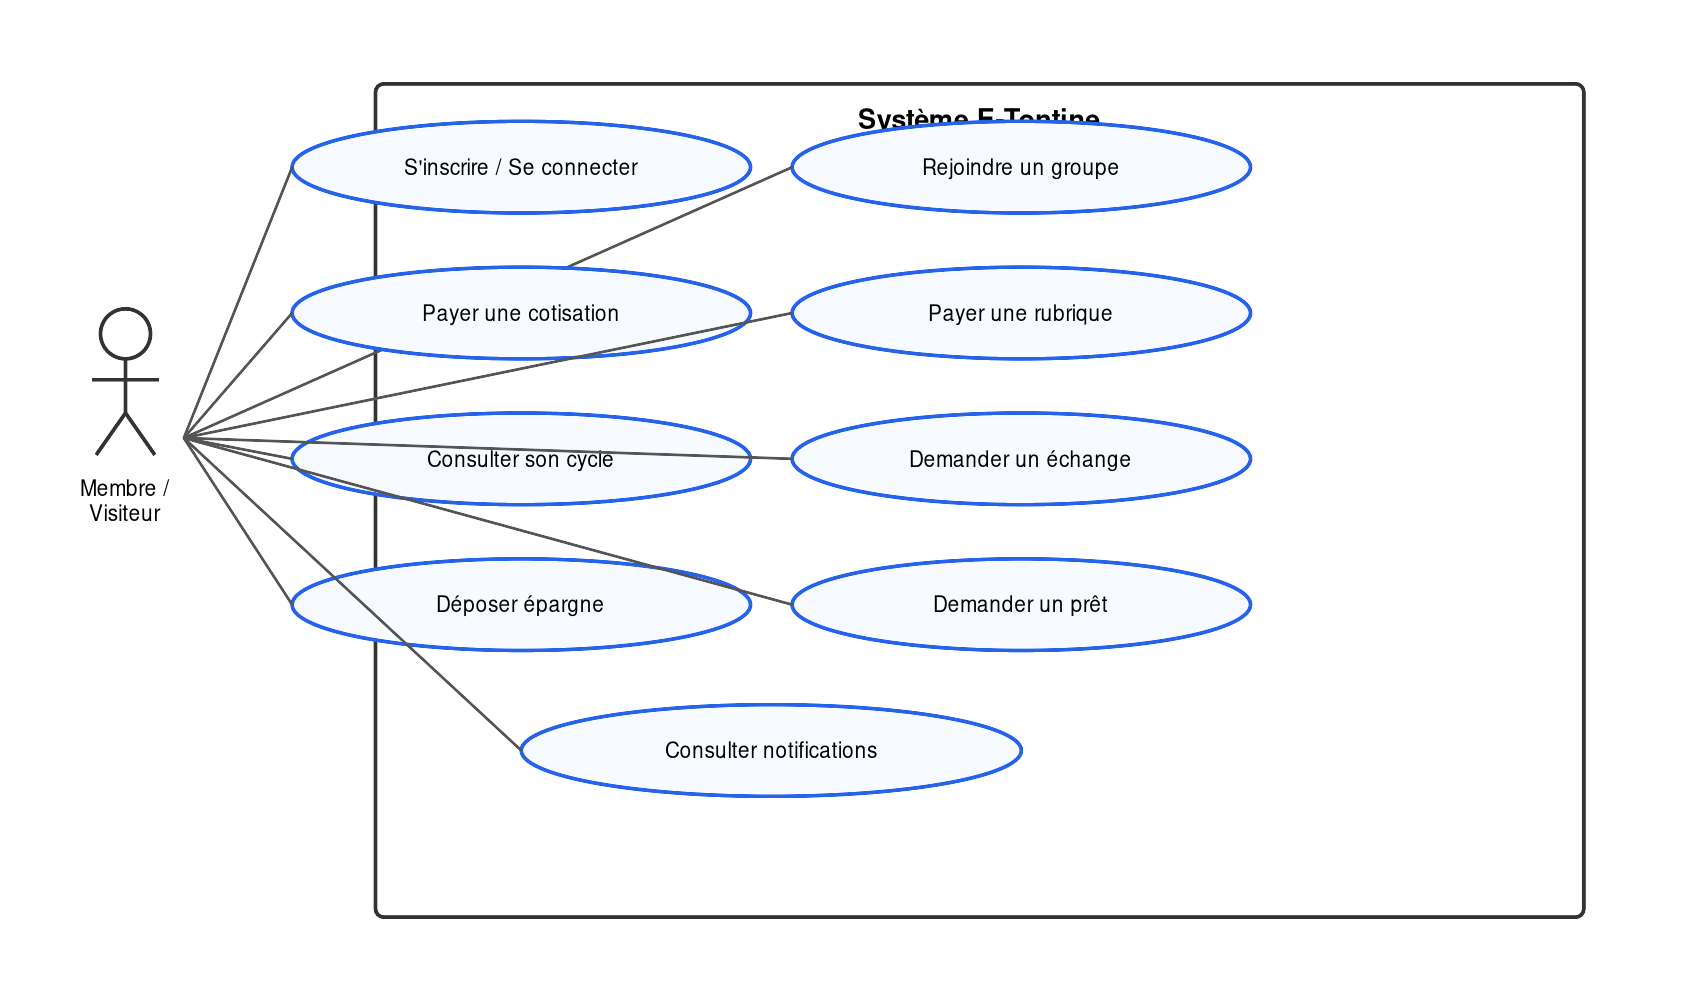 Système E-Tontine
S'inscrire / Se connecter
Rejoindre un groupe
Payer une cotisation
Payer une rubrique
Consulter son cycle
Demander un échange
Membre /
Visiteur
Déposer épargne
Demander un prêt
Consulter notifications